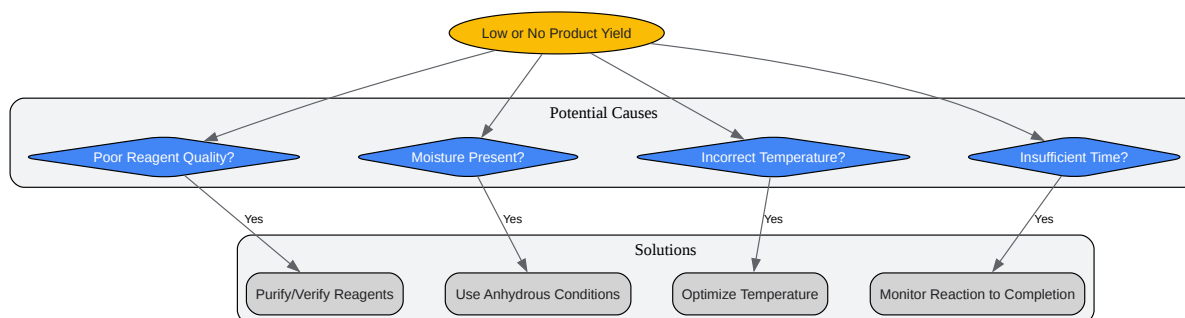 Low or No Product Yield
Potential Causes
Poor Reagent Quality?
Moisture Present?
Incorrect Temperature?
Insufficient Time?
Yes
Yes
Yes
Yes
Solutions
Purify/Verify Reagents
Use Anhydrous Conditions
Optimize Temperature
Monitor Reaction to Completion